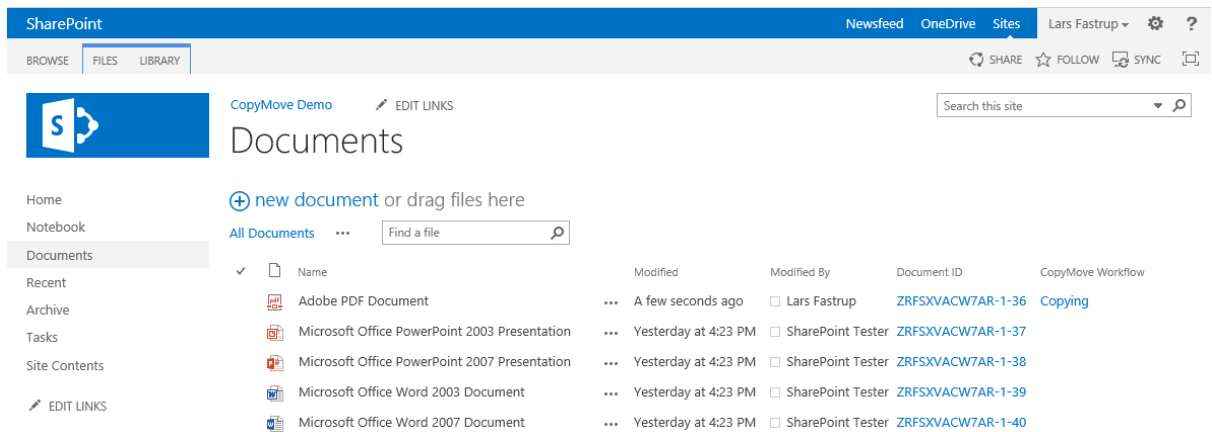 SharePoint Newsfeed OneDrive Sites Lars Fastrup ?
BROWSE FILES LIBRARY SHARE FOLLOW SYNC
CopyMove Demo EDIT LINKS Search this site
S
Documents
Home
Notebook
Documents
Recent
Archive
Tasks
Site Contents
EDIT LINKS
new document or drag files here
All Documents ... Find a file
Name Modified Modified By Document ID CopyMove Workflow
pdf Adobe PDF Document ... A few seconds ago Lars Fastrup ZRFSXVACW7AR-1-36 Copying
Microsoft Office PowerPoint 2003 Presentation ... Yesterday at 4:23 PM SharePoint Tester ZRFSXVACW7AR-1-37
Microsoft Office PowerPoint 2007 Presentation ... Yesterday at 4:23 PM SharePoint Tester ZRFSXVACW7AR-1-38
Microsoft Office Word 2003 Document ... Yesterday at 4:23 PM SharePoint Tester ZRFSXVACW7AR-1-39
Microsoft Office Word 2007 Document ... Yesterday at 4:23 PM SharePoint Tester ZRFSXVACW7AR-1-40